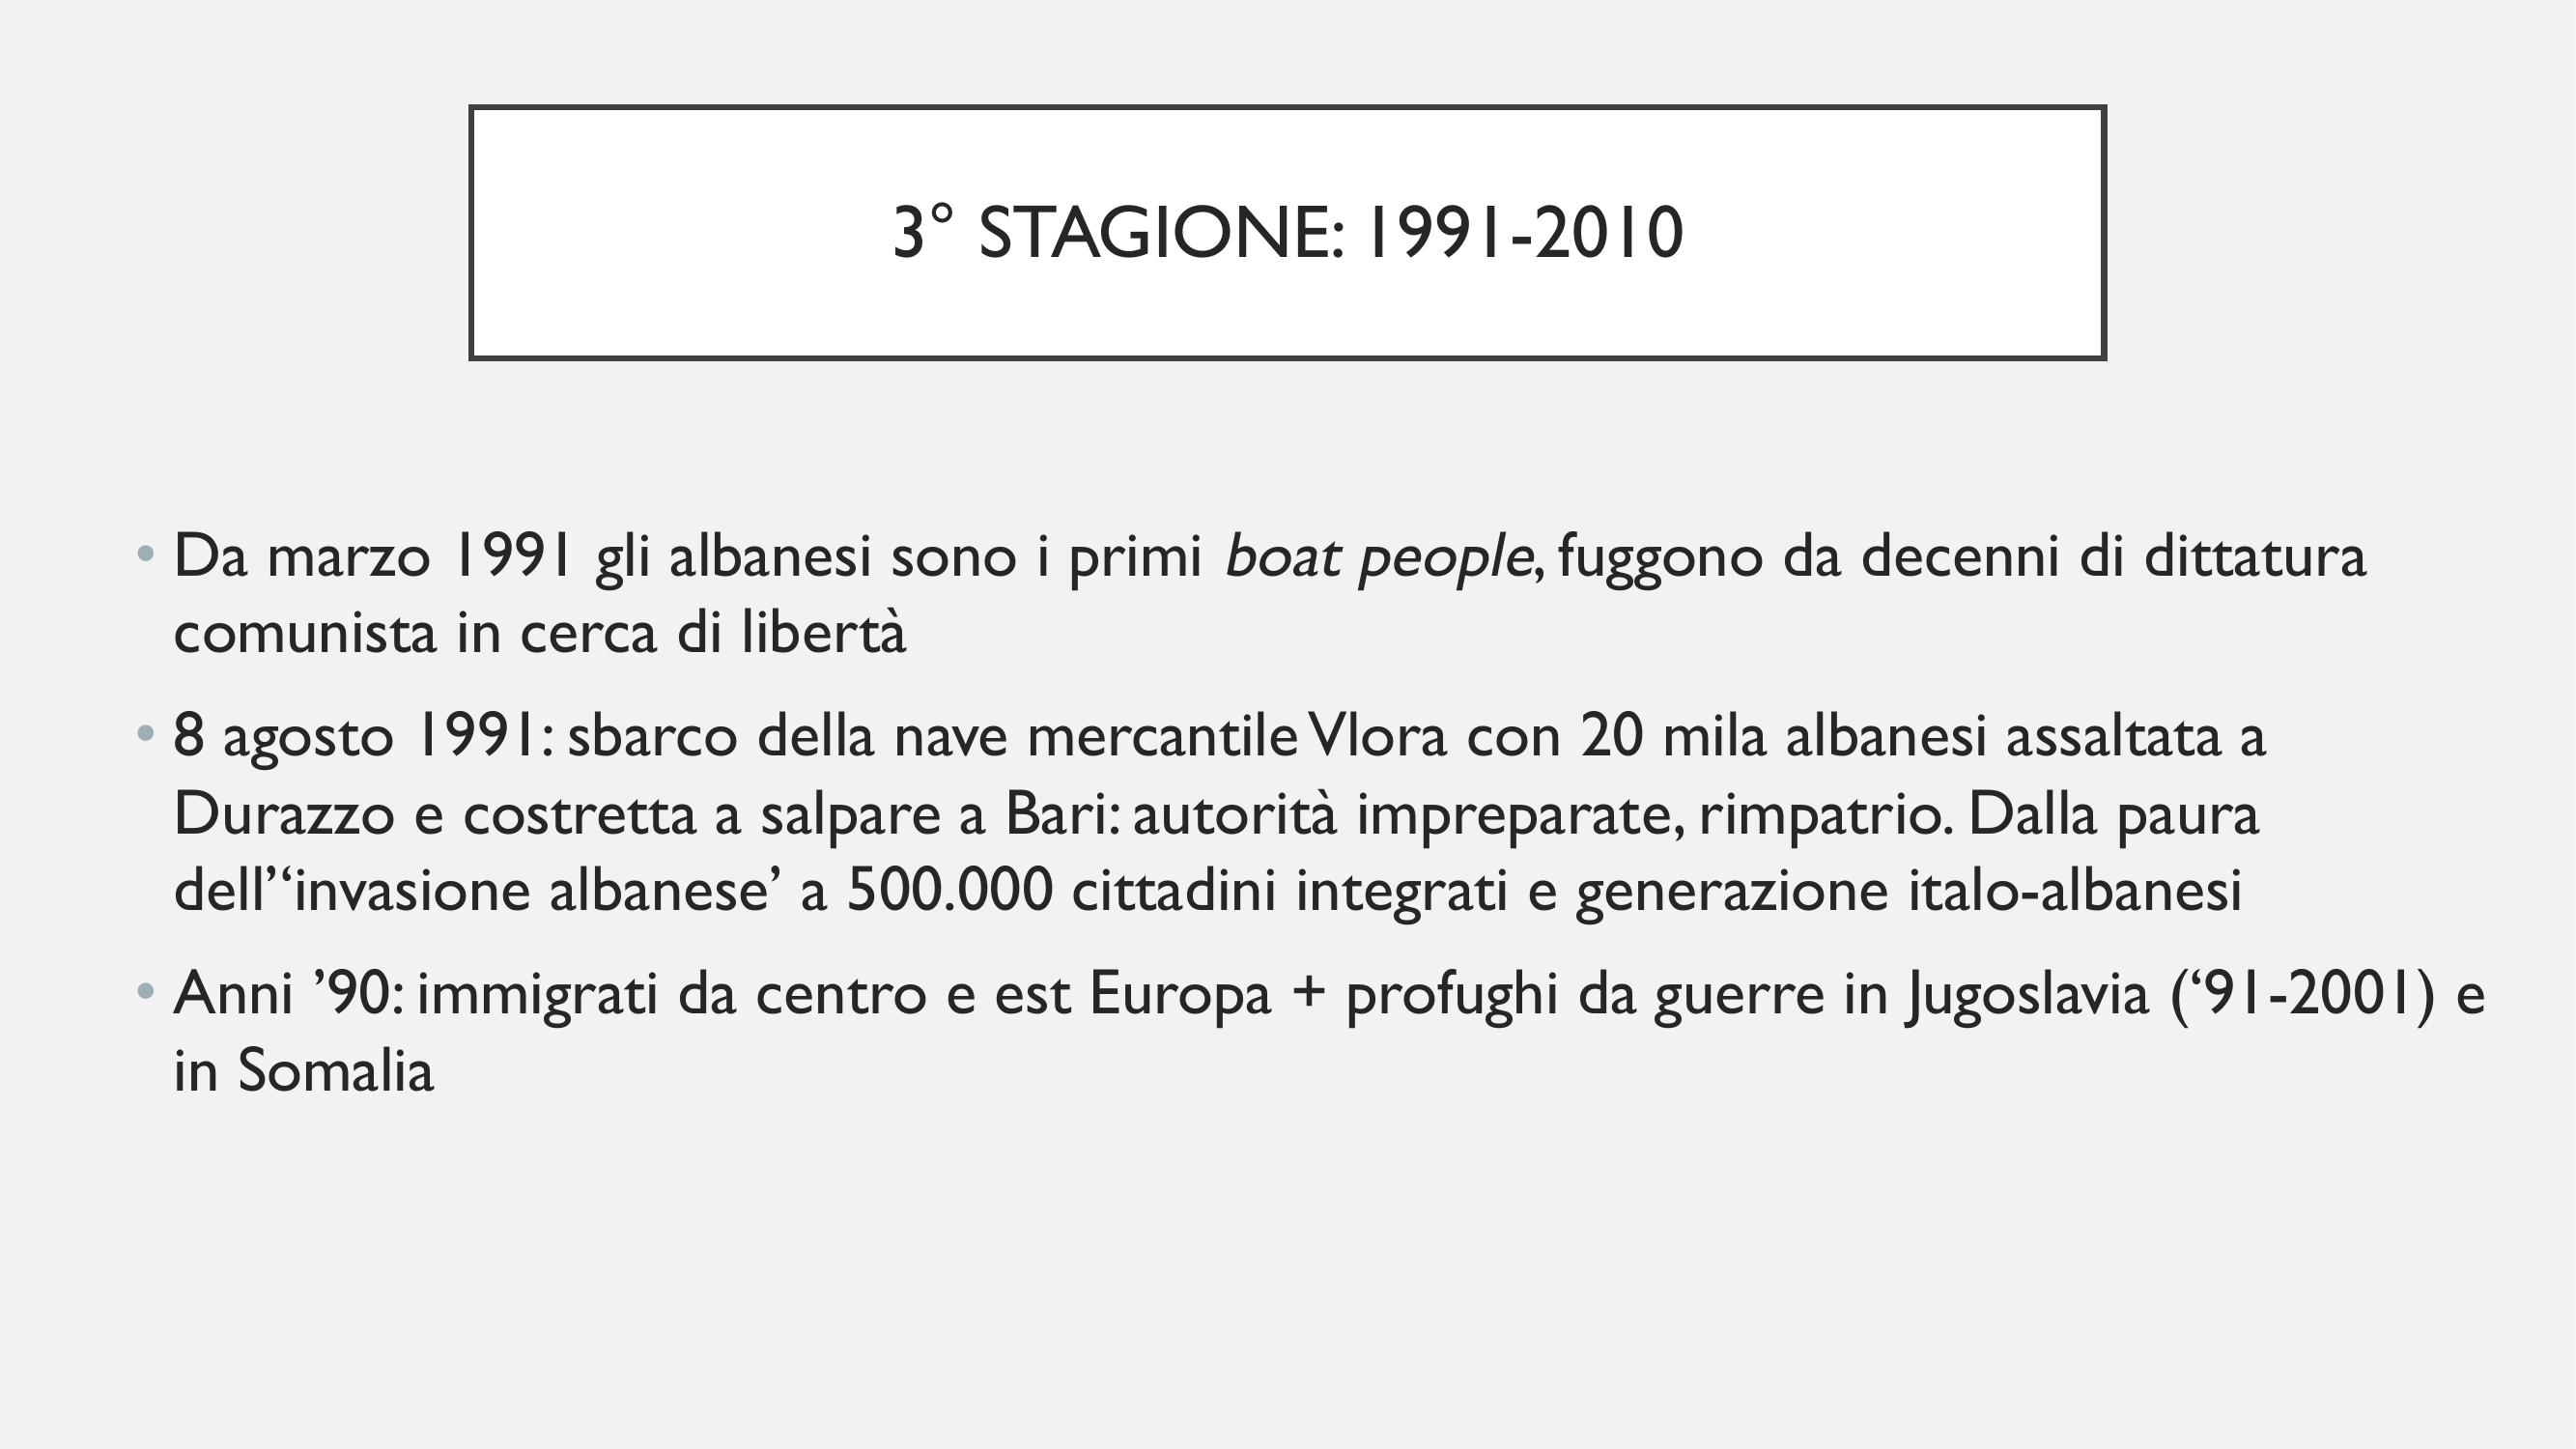 3° STAGIONE: 1991-2010
• Da marzo 1991 gli albanesi sono i primi boat people, fuggono da decenni di dittatura
comunista in cerca di libertà
• 8 agosto 1991: sbarco della nave mercantile Vlora con 20 mila albanesi assaltata a
Durazzo e costretta a salpare a Bari: autorità impreparate, rimpatrio. Dalla paura
dell’‘invasione albanese’ a 500.000 cittadini integrati e generazione italo-albanesi
• Anni ’90: immigrati da centro e est Europa + profughi da guerre in Jugoslavia (‘91-2001) e
in Somalia